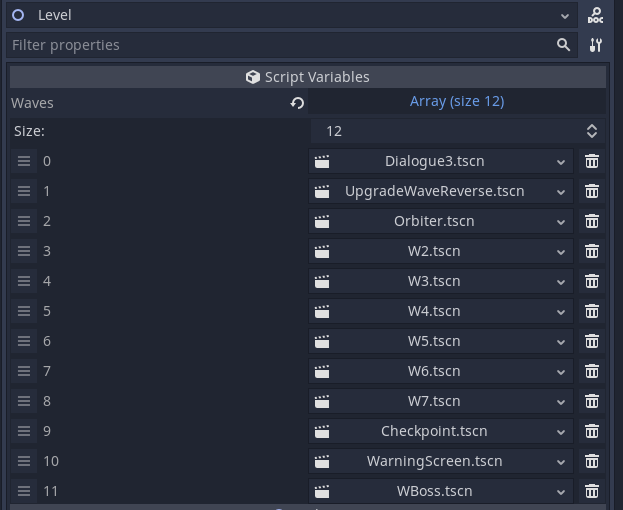 Level
DOC
Filter properties
Script Variables
Waves Array (size 12)
Size: 12
0 Dialogue3.tscn
1 UpgradeWaveReverse.tscn
2 Orbiter.tscn
3 W2.tscn
4 W3.tscn
5 W4.tscn
6 W5.tscn
7 W6.tscn
8 W7.tscn
9 Checkpoint.tscn
10 WarningScreen.tscn
11 WBoss.tscn